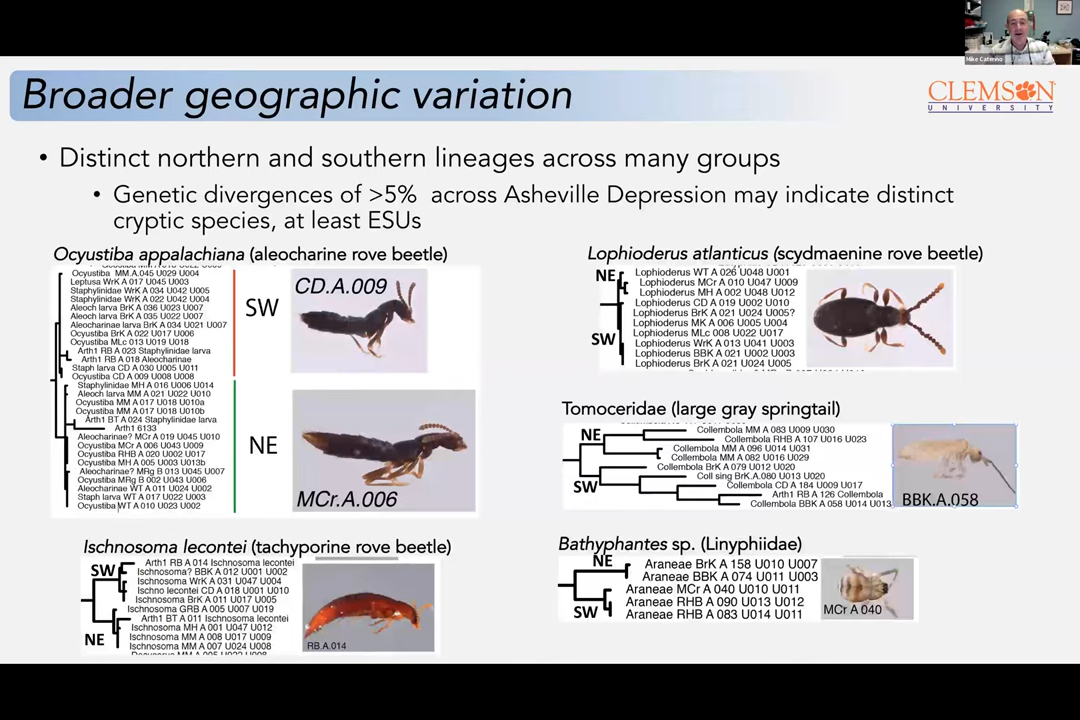 Mike Caterino
Broader geographic variation
CLEMSON
UNIVERSITY
• Distinct northern and southern lineages across many groups
• Genetic divergences of >5% across Asheville Depression may indicate distinct
cryptic species, at least ESUs
Ocyustiba appalachiana (aleocharine rove beetle)
Ocyustiba MM.A.045 U029 U004
Leptusa WrK A 017 U045 U003
Staphylinidae WrK A 034 U042 U005
Staphylinidae WrK A 022 U042 U004
Aleoch larva BrK A 036 U023 U007
Aleoch larva BrK A 035 U022 U007
Aleocharinae larva BrK A 034 U021 U007
Ocyustiba BrK A 022 U017 U006
Ocyustiba MLc 013 U019 U018
Arth1 RB A 023 Staphylinidae larva
Arth1 RB A 018 Aleocharinae
Staph larva CD A 030 U005 U011
Ocyustiba CD A 009 U008 U008
Staphylinidae MH A 016 U006 U014
Aleoch larva MM A 021 U022 U010
Ocyustiba MM A 017 U018 U010a
Ocyustiba MM A 017 U018 U010b
Arth1 BT A 024 Staphylinidae larva
Arth1 6133
Aleocharinae? MCr A 019 U045 U010
Ocyustiba MCr A 006 U043 U009
Ocyustiba RHB A 020 U002 U017
Ocyustiba MH A 005 U003 U013b
Aleocharinae? MRg B 013 U045 U007
Ocyustiba MRg B 002 U043 U006
Aleocharinae WT A 011 U024 U002
Staph larva WT A 017 U022 U003
Ocyustiba WT A 010 U023 U002
SW
NE
CD.A.009
MCr.A.006
Lophioderus atlanticus (scydmaenine rove beetle)
NE
SW
Lophioderus WT A 026 U048 U001
Lophioderus MCr A 010 U047 U009
Lophioderus MH A 002 U048 U012
Lophioderus CD A 019 U002 U010
Lophioderus BrK A 021 U024 U005?
Lophioderus MK A 006 U005 U004
Lophioderus MLc 008 U022 U017
Lophioderus WrK A 013 U041 U003
Lophioderus BBK A 021 U002 U003
Lophioderus BrK A 021 U024 U005
Tomoceridae (large gray springtail)
NE
SW
Collembola MM A 083 U009 U030
Collembola RHB A 107 U016 U023
Collembola MM A 096 U014 U031
Collembola MM A 082 U016 U029
Collembola BrK A 079 U012 U020
Coll sing BrK.A.080 U013 U020
Collembola CD A 184 U009 U017
Arth1 RB A 126 Collembola
Collembola BBK A 058 U014 U013
BBK.A.058
Ischnosoma lecontei (tachyporine rove beetle)
SW
NE
Arth1 RB A 014 Ischnosoma lecontei
Ischnosoma? BBK A 012 U001 U002
Ischnosoma WrK A 031 U047 U004
Ischno lecontei CD A 018 U001 U010
Ischnosoma BrK A 011 U017 U005
Ischnosoma GRB A 005 U007 U019
Arth1 BT A 011 Ischnosoma lecontei
Ischnosoma MH A 001 U047 U012
Ischnosoma MM A 008 U017 U009
Ischnosoma MM A 007 U024 U008
RB.A.014
Bathyphantes sp. (Linyphiidae)
NE
SW
Araneae BrK A 158 U010 U007
Araneae BBK A 074 U011 U003
Araneae MCr A 040 U010 U011
Araneae RHB A 090 U013 U012
Araneae RHB A 083 U014 U011
MCr A 040